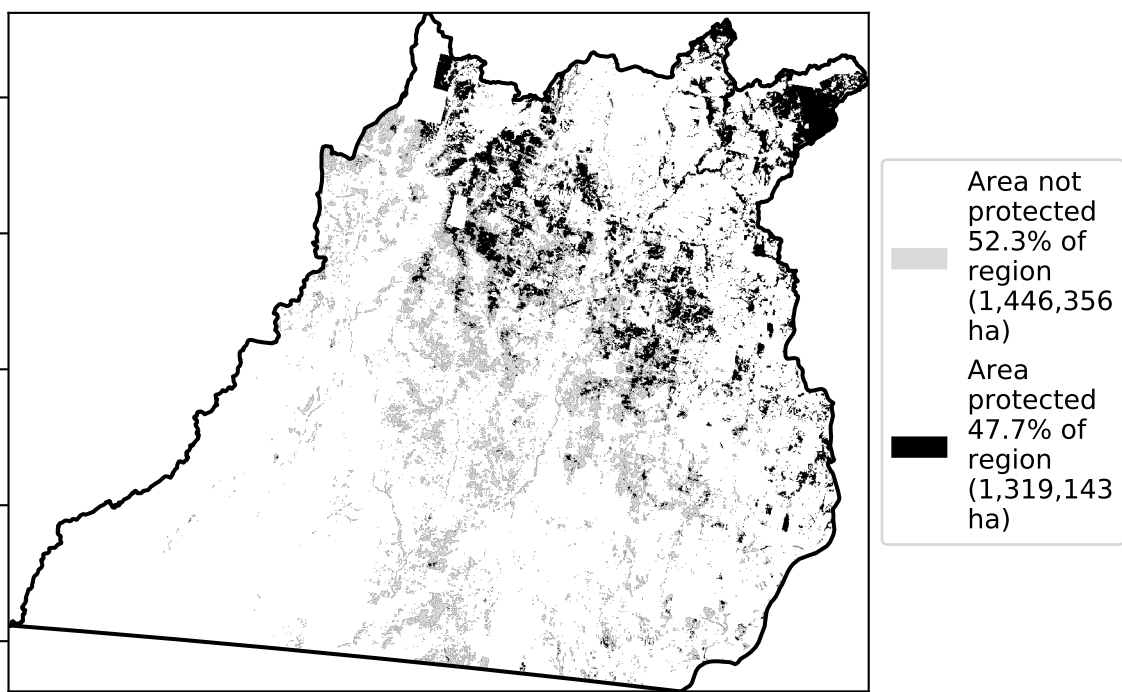 Area not
protected
52.3% of
region
(1,446,356
ha)
Area
protected
47.7% of
region
(1,319,143
ha)